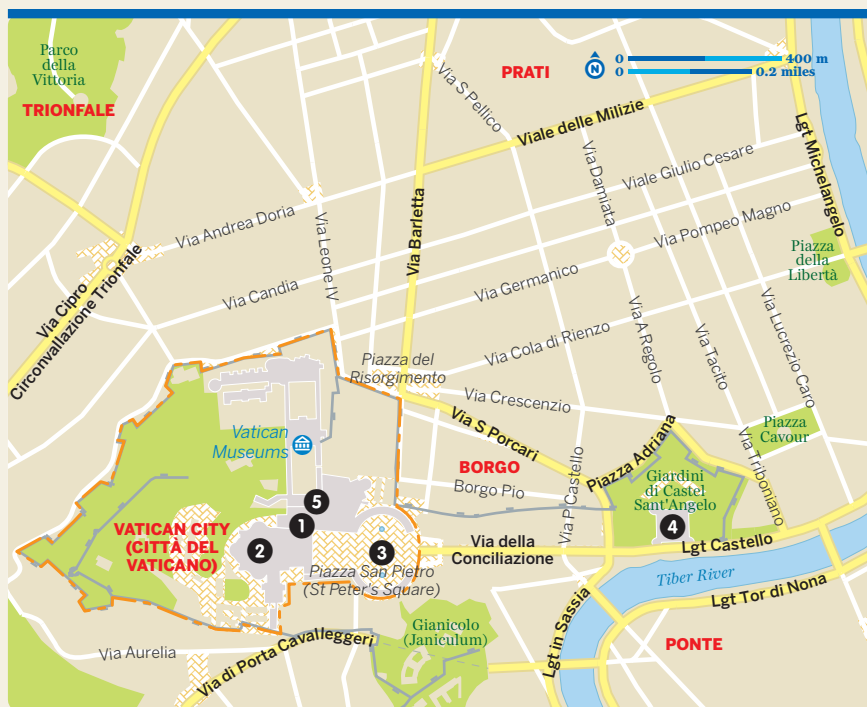 Parco
della
Vittoria
TRIONFALE
PRATI
N
0 400 m
0 0.2 miles
Via S Pellico
Viale delle Milizie
Lgt Michelangelo
Via Damiata
Viale Giulio Cesare
Via Andrea Doria
Via Leone IV
Via Barletta
Via Pompeo Magno
Piazza
della
Libertà
Via Cipro
Circonvallazione Trionfale
Via Candia
Via Germanico
Via Cola di Rienzo
Via A Regolo
Via Tacito
Via Lucrezio Caro
Piazza del
Risorgimento
Via Crescenzio
Via S Porcari
Piazza Adriana
Piazza
Cavour
Vatican
Museums
BORGO
Borgo Pio
Via P Castello
Giardini
di Castel
Sant'Angelo
Via Triboniano
5
1
2
3
4
VATICAN CITY
(CITTÀ DEL
VATICANO)
Via della
Conciliazione
Lgt Castello
Piazza San Pietro
(St Peter's Square)
Tiber River
Lgt Tor di Nona
Gianicolo
(Janiculum)
Lgt in Sassia
PONTE
Via Aurelia
Via di Porta Cavalleggeri